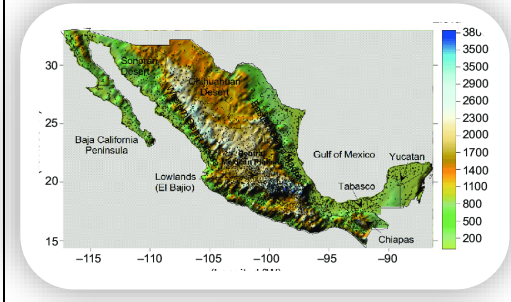 380
3500
3500
2900
2600
2300
2000
1700
1400
1100
800
500
200
30
25
20
15
−115
−110
−105
−100
−95
−90
Sonoran
Desert
Chihuahuan
Desert
Baja California
Peninsula
Gulf of Mexico
Yucatan
Central
Lowlands
(El Bajio)
Tabasco
Chiapas